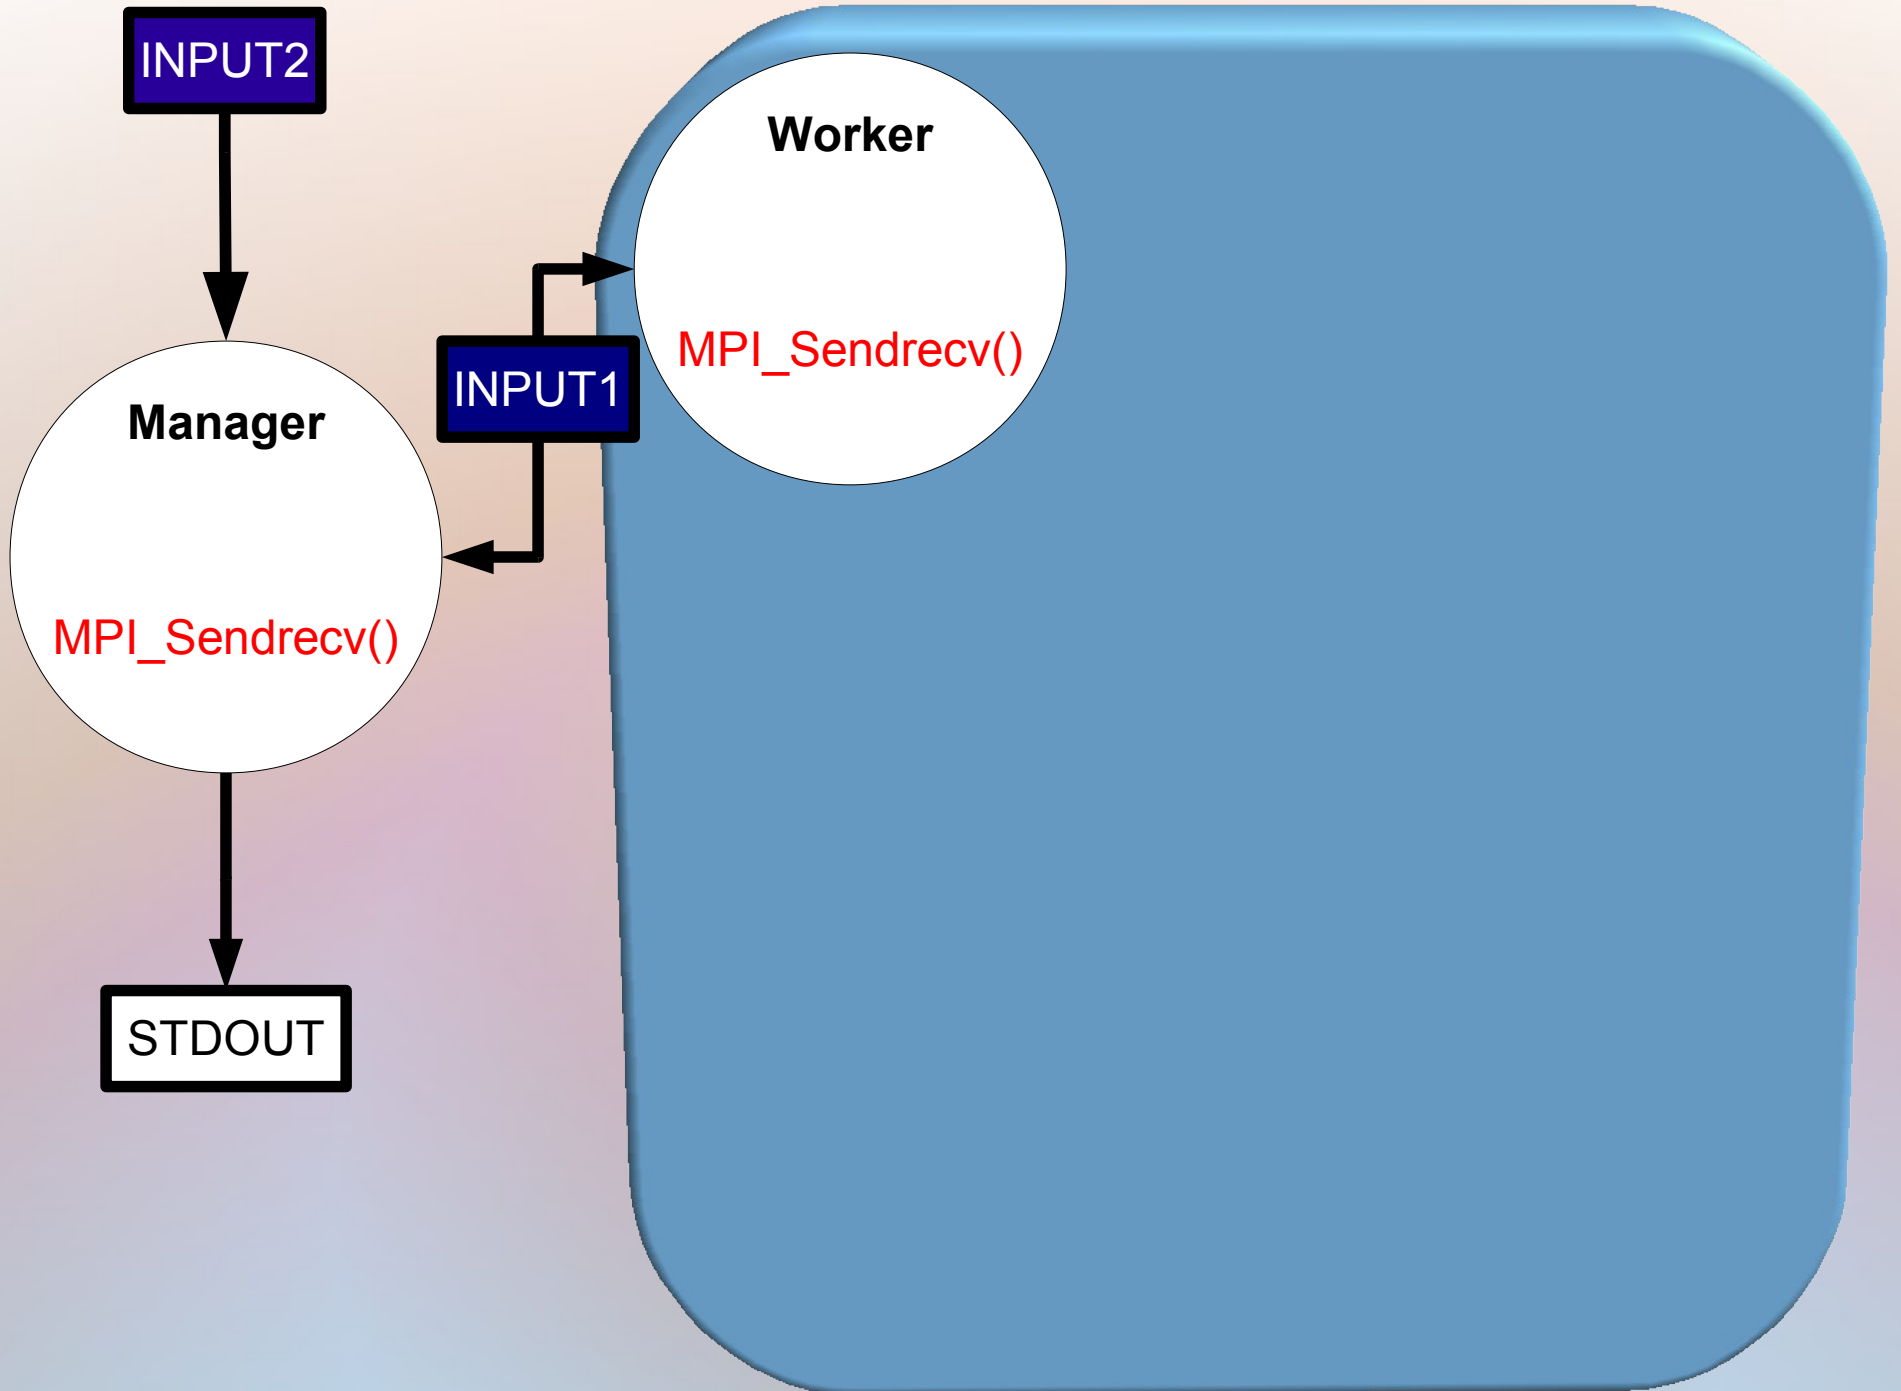 INPUT2
Worker
MPI_Sendrecv()
INPUT1
Manager
MPI_Sendrecv()
STDOUT